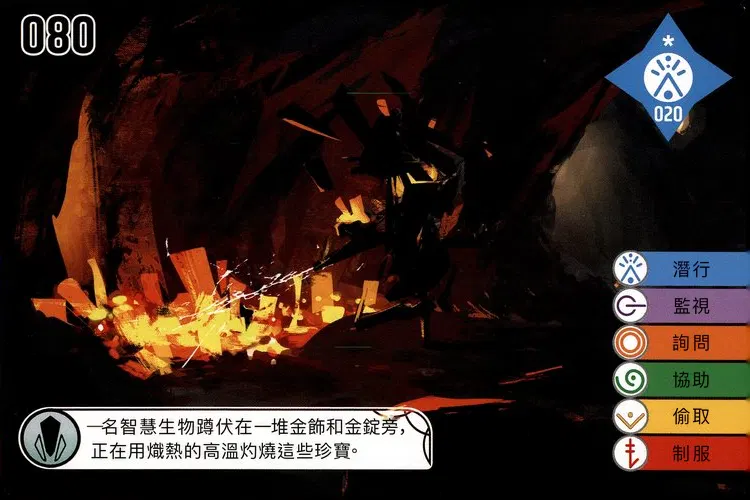 080
*
020
潛行
監視
詢問
協助
偷取
制服
一名智慧生物蹲伏在一堆金飾和金錠旁，
正在用熾熱的高溫灼燒這些珍寶。